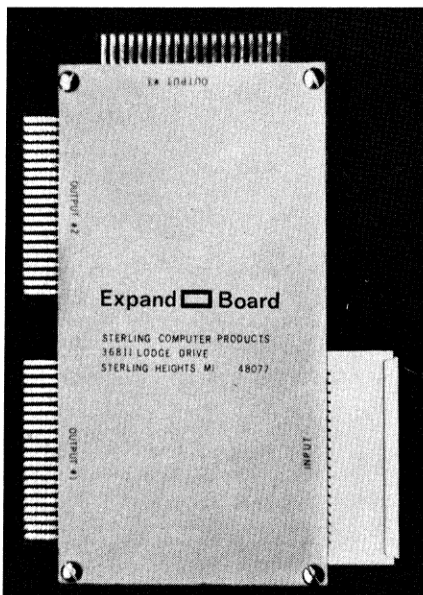 OUTPUT #3
OUTPUT #2
Expand Board
STERLING COMPUTER PRODUCTS
36811 LODGE DRIVE
STERLING HEIGHTS MI 48077
OUTPUT #1
INPUT